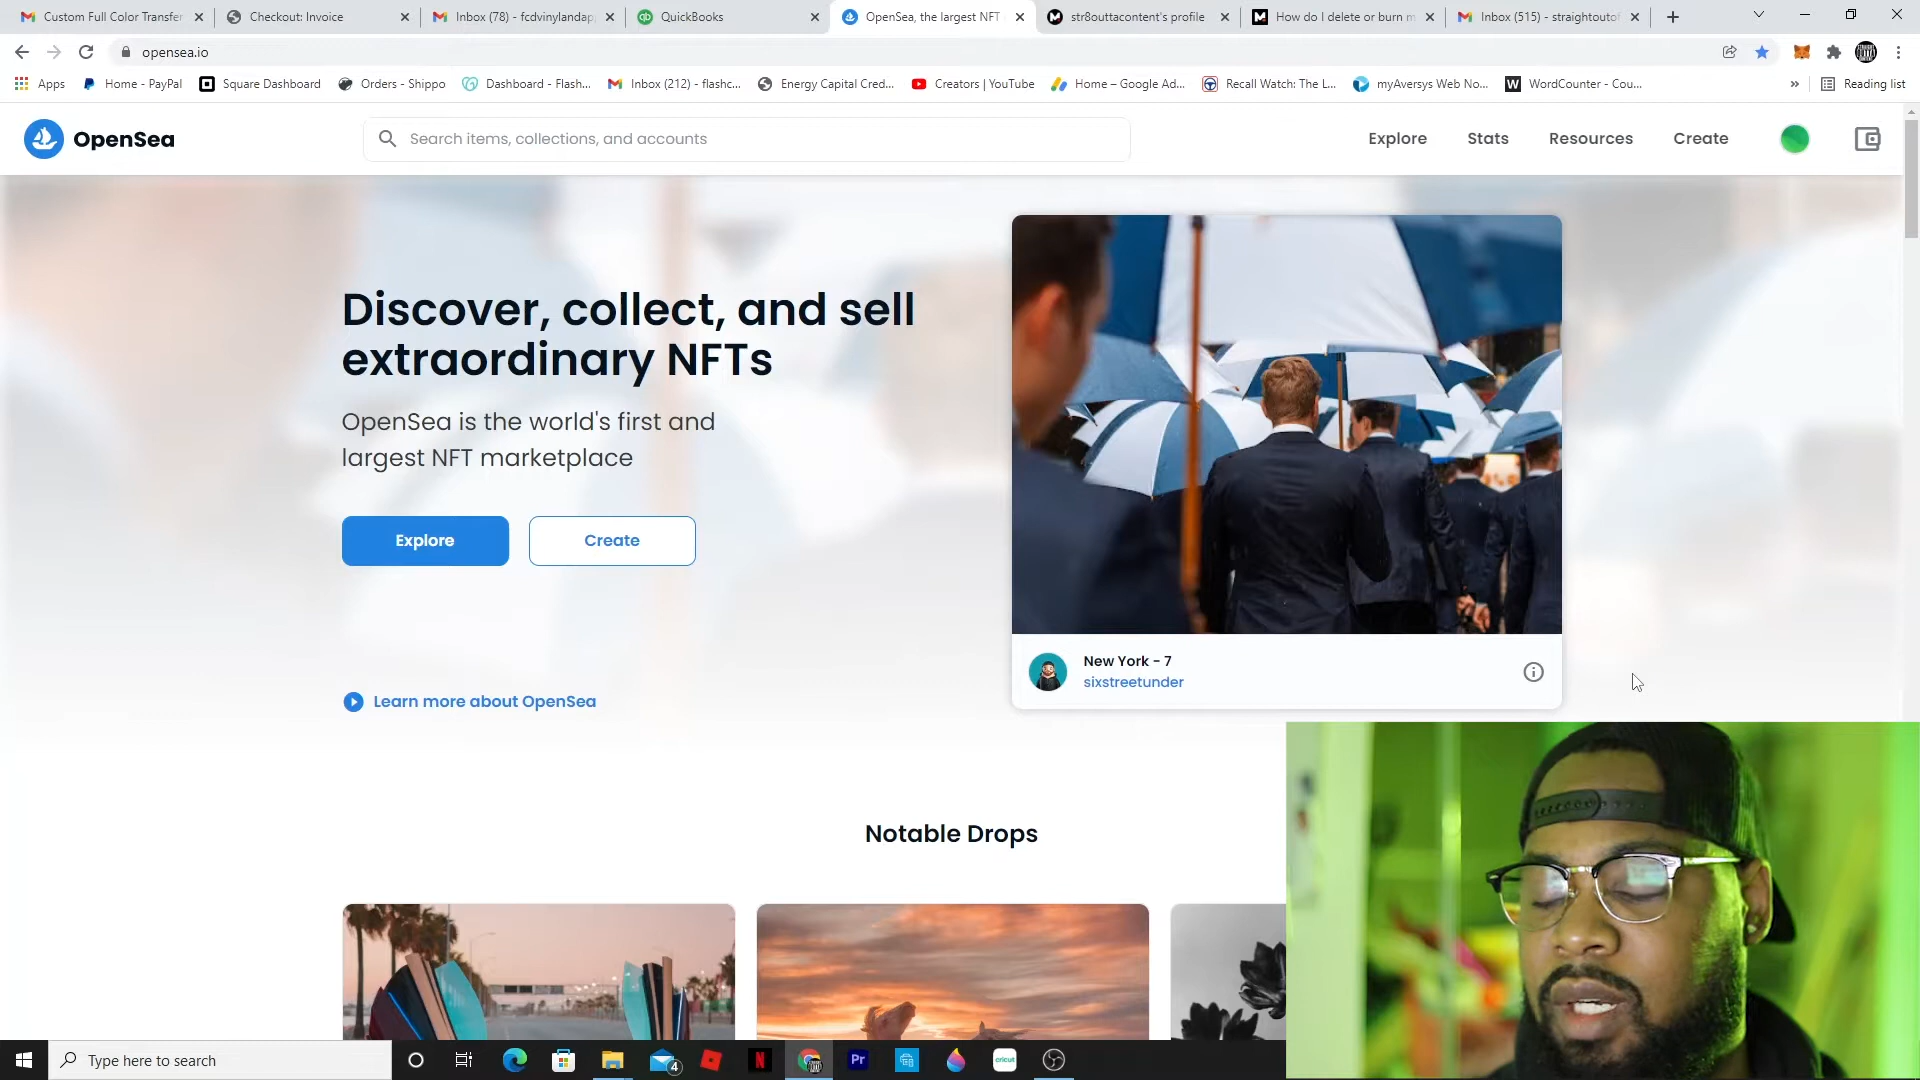 Custom Full Color Transfer
Checkout: Invoice
Inbox (78) - fcdvinylandap
QuickBooks
OpenSea, the largest NFT
str8outtacontent's profile
How do I delete or burn m
Inbox (515) - straightoutof
opensea.io
Apps
Home - PayPal
Square Dashboard
Orders - Shippo
Dashboard - Flash...
Inbox (212) - flashc...
Energy Capital Cred...
Creators | YouTube
Home – Google Ad...
Recall Watch: The L...
myAversys Web No...
WordCounter - Cou...
»
Reading list
OpenSea
Search items, collections, and accounts
Explore
Stats
Resources
Create
Discover, collect, and sell
extraordinary NFTs
OpenSea is the world's first and
largest NFT marketplace
Explore
Create
New York - 7
sixstreetunder
Learn more about OpenSea
Notable Drops
Type here to search
4
Pr
cricut